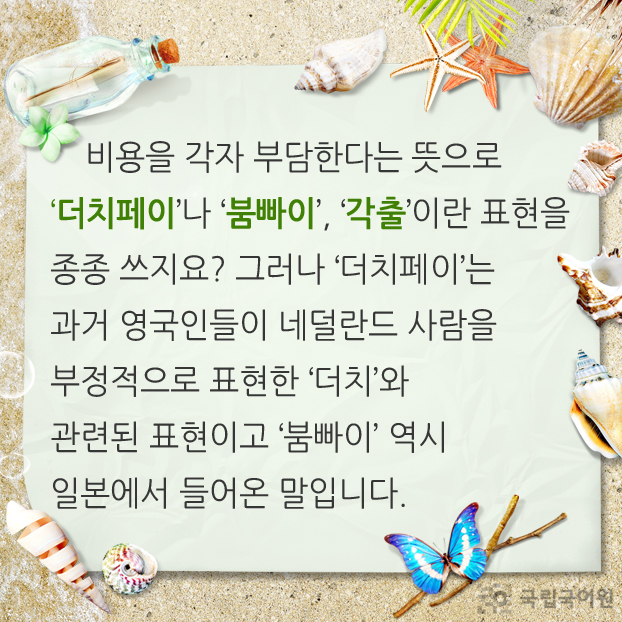 비용을 각자 부담한다는 뜻으로
‘더치페이’나 ‘붐빠이’, ‘각출’이란 표현을
종종 쓰지요? 그러나 ‘더치페이’는
과거 영국인들이 네덜란드 사람을
부정적으로 표현한 ‘더치’와
관련된 표현이고 ‘붐빠이’ 역시
일본에서 들어온 말입니다.
국립국어원